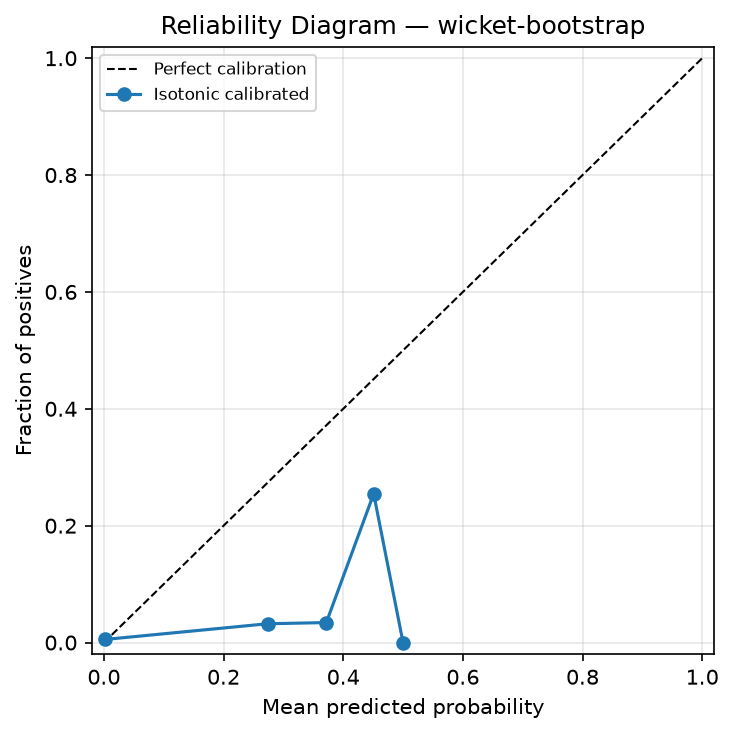 Reliability Diagram — wicket-bootstrap
Perfect calibration
Isotonic calibrated
1.0
0.8
0.6
0.4
0.2
0.0
Fraction of positives
0.0 0.2 0.4 0.6 0.8 1.0
Mean predicted probability